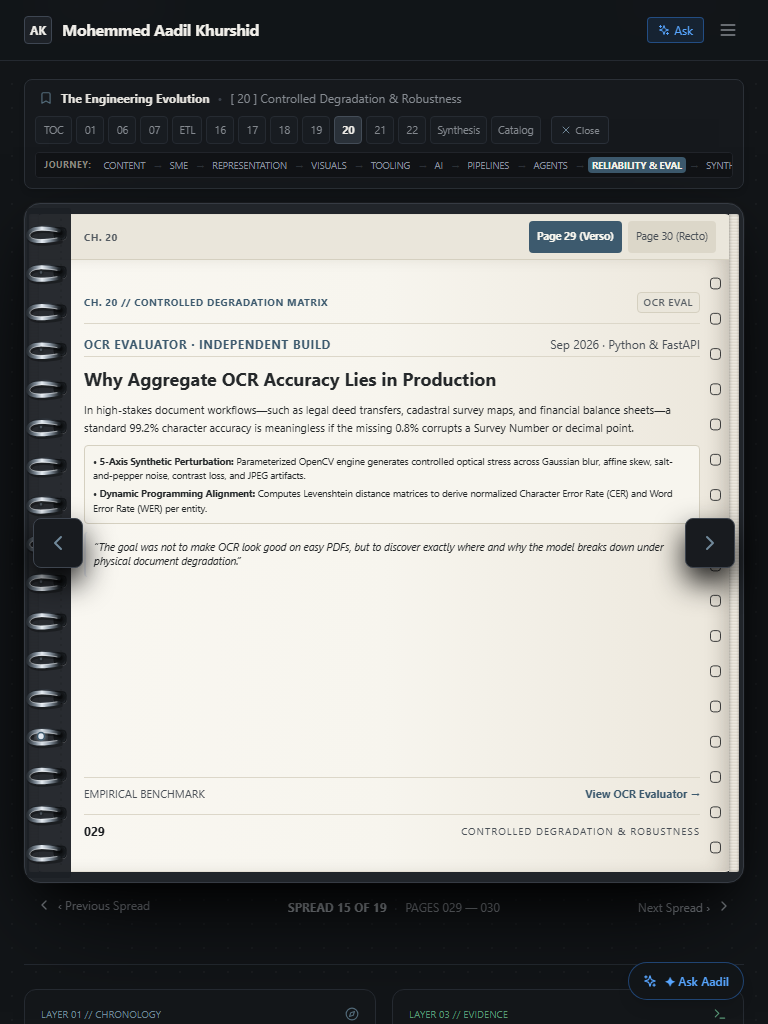 AK Mohemmed Aadil Khurshid Ask
The Engineering Evolution · [ 20 ] Controlled Degradation & Robustness
TOC 01 06 07 ETL 16 17 18 19 20 21 22 Synthesis Catalog × Close
JOURNEY: CONTENT → SME → REPRESENTATION → VISUALS → TOOLING → AI → PIPELINES → AGENTS → RELIABILITY & EVAL →
CH. 20 Page 29 (Verso) Page 30 (Recto)
CH. 20 // CONTROLLED DEGRADATION MATRIX OCR EVAL
OCR EVALUATOR · INDEPENDENT BUILD Sep 2026 · Python & FastAPI
Why Aggregate OCR Accuracy Lies in Production
In high-stakes document workflows—such as legal deed transfers, cadastral survey maps, and financial balance sheets—a
standard 99.2% character accuracy is meaningless if the missing 0.8% corrupts a Survey Number or decimal point.
• 5-Axis Synthetic Perturbation: Parameterized OpenCV engine generates controlled optical stress across Gaussian blur, affine skew, salt-
and-pepper noise, contrast loss, and JPEG artifacts.
• Dynamic Programming Alignment: Computes Levenshtein distance matrices to derive normalized Character Error Rate (CER) and Word
Error Rate (WER) per entity.
“The goal was not to make OCR look good on easy PDFs, but to discover exactly where and why the model breaks down under
physical document degradation.”
EMPIRICAL BENCHMARK View OCR Evaluator →
029 CONTROLLED DEGRADATION & ROBUSTNESS
‹ Previous Spread SPREAD 15 OF 19 · PAGES 029 — 030 Next Spread ›
✦ Ask Aadil
LAYER 01 // CHRONOLOGY LAYER 03 // EVIDENCE